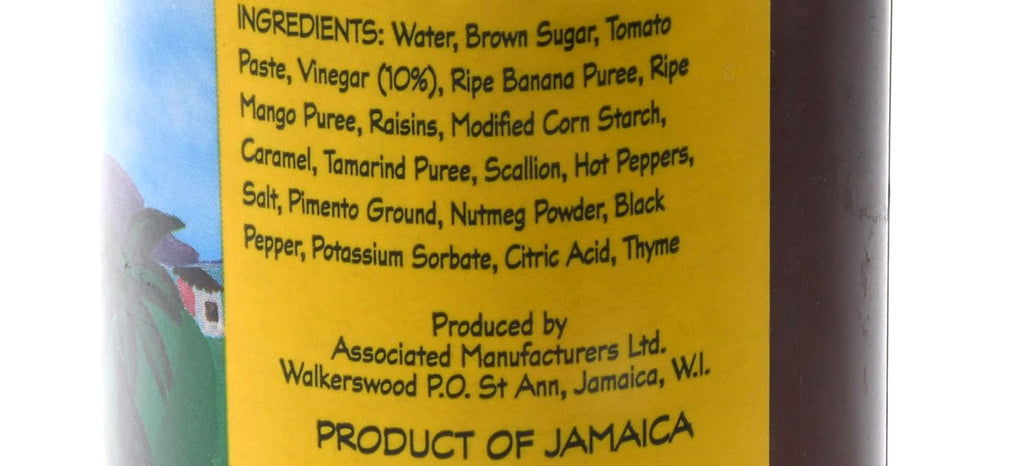 INGREDIENTS: Water, Brown Sugar, Tomato
Paste, Vinegar (10%), Ripe Banana Puree, Ripe
Mango Puree, Raisins, Modified Corn Starch,
Caramel, Tamarind Puree, Scallion, Hot Peppers,
Salt, Pimento Ground, Nutmeg Powder, Black
Pepper, Potassium Sorbate, Citric Acid, Thyme
Produced by
Associated Manufacturers Ltd.
Walkerswood P.O. St Ann, Jamaica, W.I.
PRODUCT OF JAMAICA